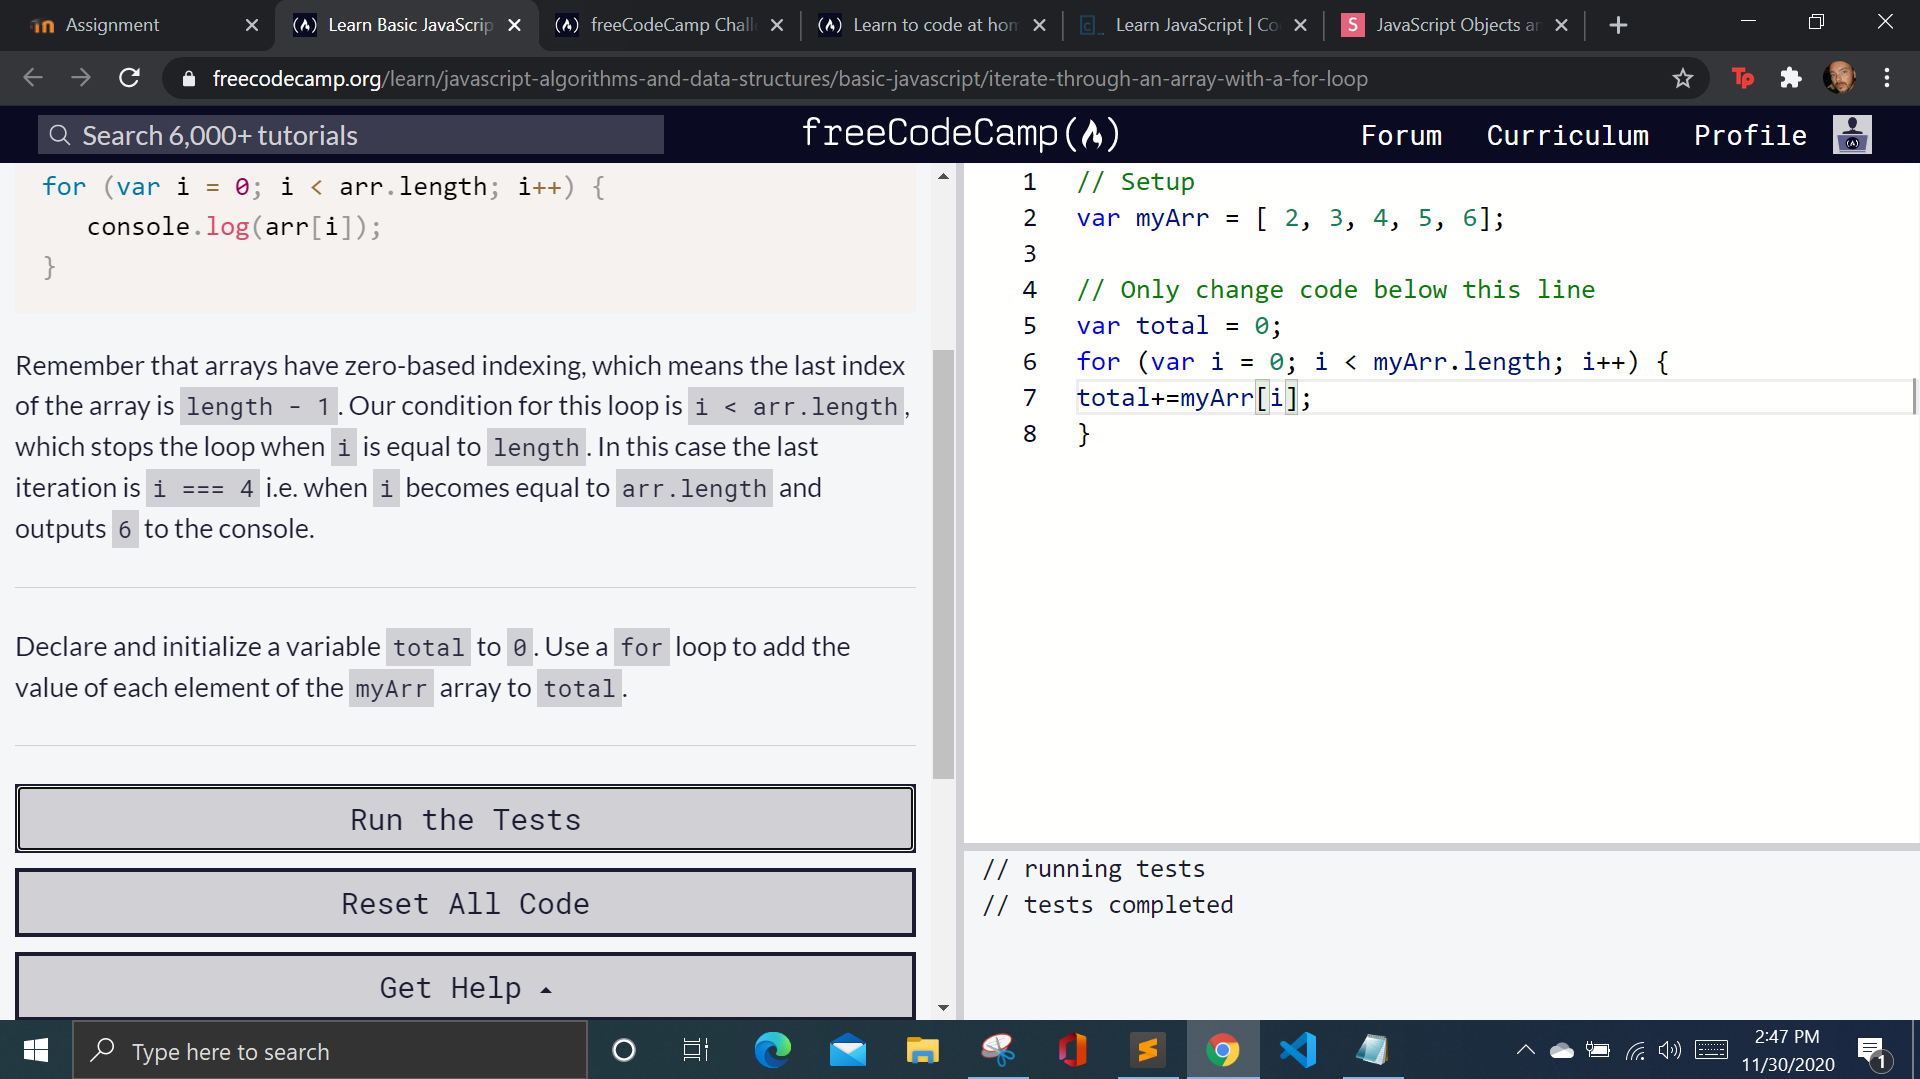 Assignment
Learn Basic JavaScrip
freeCodeCamp Chall
Learn to code at hom
Learn JavaScript | Co
S JavaScript Objects an
freecodecamp.org/learn/javascript-algorithms-and-data-structures/basic-javascript/iterate-through-an-array-with-a-for-loop
Tp
Search 6,000+ tutorials
freeCodeCamp
Forum Curriculum Profile
for (var i = 0; i < arr.length; i++) {
console.log(arr[i]);
}
Remember that arrays have zero-based indexing, which means the last index
of the array is length - 1. Our condition for this loop is i < arr.length,
which stops the loop when i is equal to length. In this case the last
iteration is i === 4 i.e. when i becomes equal to arr.length and
outputs 6 to the console.
Declare and initialize a variable total to 0. Use a for loop to add the
value of each element of the myArr array to total.
Run the Tests
Reset All Code
Get Help
1 // Setup
2 var myArr = [ 2, 3, 4, 5, 6];
3
4 // Only change code below this line
5 var total = 0;
6 for (var i = 0; i < myArr.length; i++) {
7 total+=myArr[i];
8 }
// running tests
// tests completed
Type here to search
2:47 PM
11/30/2020
1